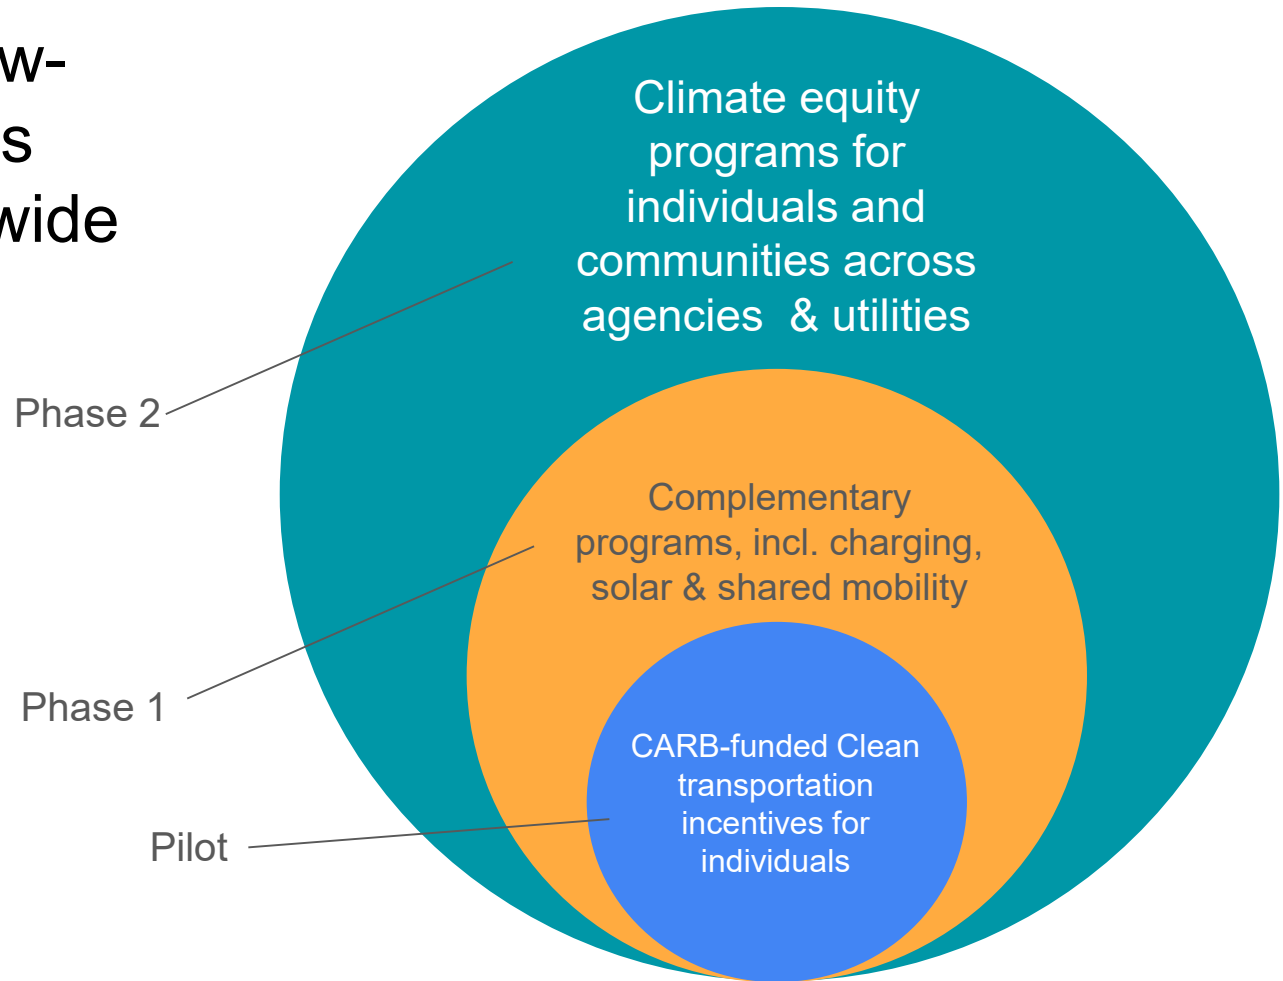 w-
s
wide
Climate equity
programs for
individuals and
communities across
agencies & utilities
Phase 2
Complementary
programs, incl. charging,
solar & shared mobility
Phase 1
CARB-funded Clean
transportation
incentives for
individuals
Pilot